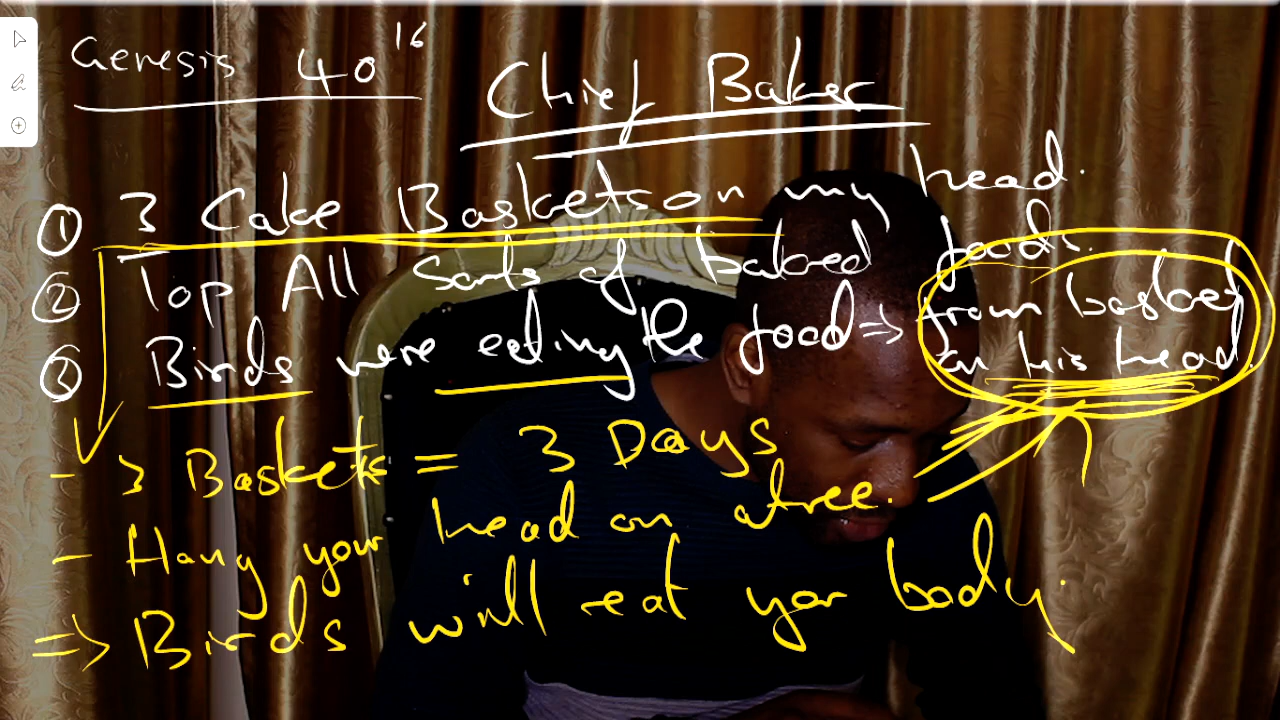 Genesis 40 16
Chief Baker
① 3 Cake Baskets on my head.
② Top All Sorts of baked foods.
③ Birds were eating the food => from basket
on his head.
- 3 Baskets = 3 Days
- Hang your head on a tree.
=> Birds will eat your body.